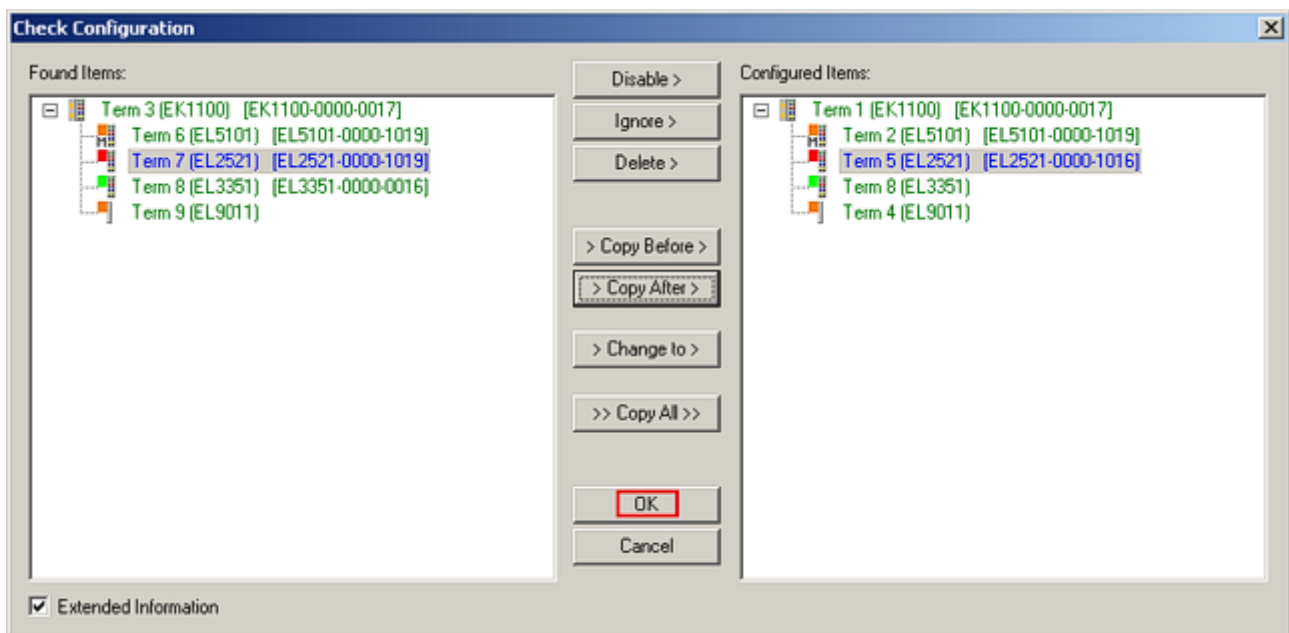 Check Configuration
Found Items:
Term 3 (EK1100) [EK1100-0000-0017]
Term 6 (EL5101) [EL5101-0000-1019]
Term 7 (EL2521) [EL2521-0000-1019]
Term 8 (EL3351) [EL3351-0000-0016]
Term 9 (EL9011)
Disable >
Ignore >
Delete >
> Copy Before >
> Copy After >
> Change to >
>> Copy All >>
OK
Cancel
Configured Items:
Term 1 (EK1100) [EK1100-0000-0017]
Term 2 (EL5101) [EL5101-0000-1019]
Term 5 (EL2521) [EL2521-0000-1016]
Term 8 (EL3351)
Term 4 (EL9011)
Extended Information